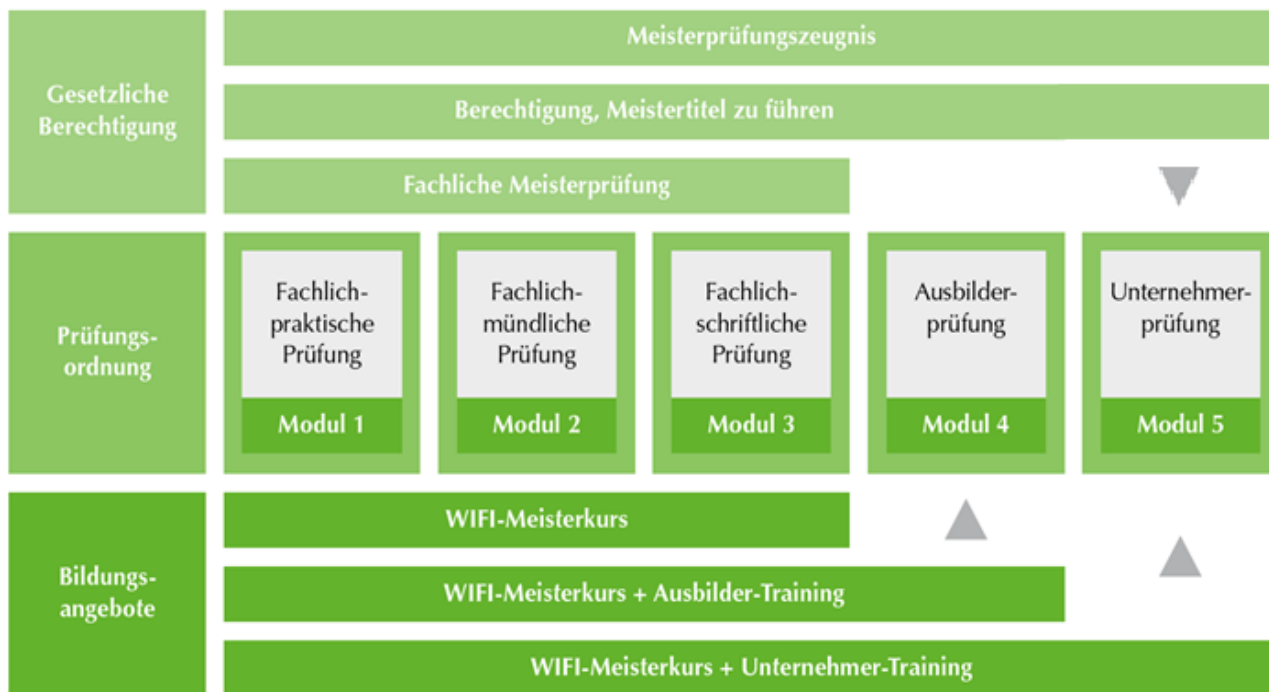 Gesetzliche
Berechtigung
Meisterprüfungszeugnis
Berechtigung, Meistertitel zu führen
Fachliche Meisterprüfung
Prüfungs-
ordnung
Fachlich-
praktische
Prüfung
Modul 1
Fachlich-
mündliche
Prüfung
Modul 2
Fachlich-
schriftliche
Prüfung
Modul 3
Ausbilder-
prüfung
Modul 4
Unternehmer-
prüfung
Modul 5
Bildungs-
angebote
WIFI-Meisterkurs
WIFI-Meisterkurs + Ausbilder-Training
WIFI-Meisterkurs + Unternehmer-Training